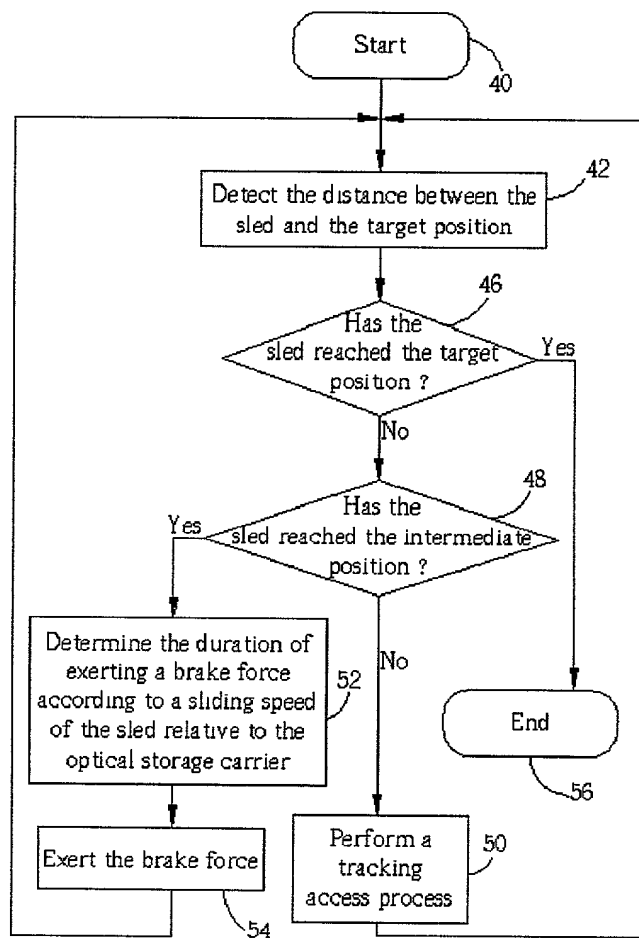 Start
40
42
Detect the distance between the
sled and the target position
46
Has the
sled reached the target
position ?
Yes
No
48
Has the
sled reached the intermediate
position ?
Yes
No
Determine the duration of
exerting a brake force
according to a sliding speed
of the sled relative to the
optical storage carrier
52
End
56
Exert the brake force
54
Perform a
tracking
access process
50